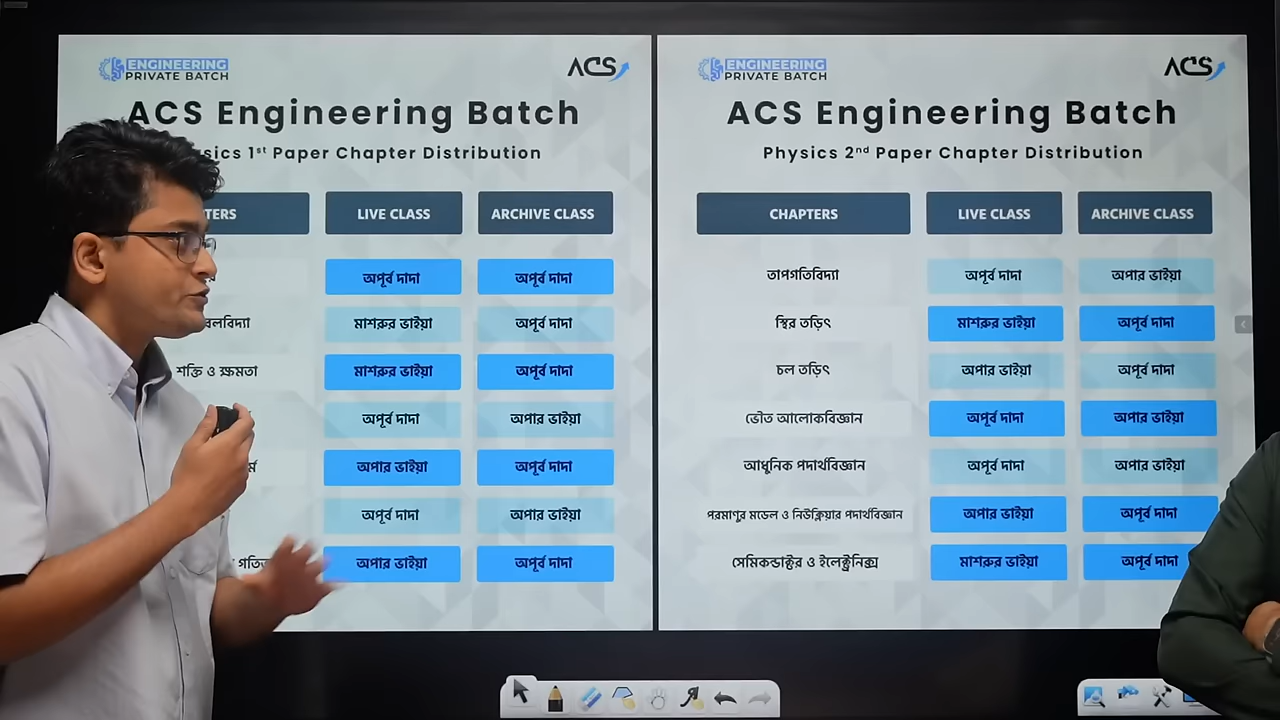 ENGINEERING
PRIVATE BATCH
ACS
ACS Engineering Batch
1st Paper Chapter Distribution
LIVE CLASS
ARCHIVE CLASS
অপূর্ব দাদা
অপূর্ব দাদা
মাশরুর ভাইয়া
অপূর্ব দাদা
শক্তি ও ক্ষমতা
মাশরুর ভাইয়া
অপূর্ব দাদা
অপূর্ব দাদা
অপার ভাইয়া
অপার ভাইয়া
অপূর্ব দাদা
অপূর্ব দাদা
অপার ভাইয়া
অপার ভাইয়া
অপূর্ব দাদা
ENGINEERING
PRIVATE BATCH
ACS
ACS Engineering Batch
Physics 2nd Paper Chapter Distribution
CHAPTERS
LIVE CLASS
ARCHIVE CLASS
তাপগতিবিদ্যা
অপূর্ব দাদা
অপার ভাইয়া
স্থির তড়িৎ
মাশরুর ভাইয়া
অপূর্ব দাদা
চল তড়িৎ
অপার ভাইয়া
অপূর্ব দাদা
ভৌত আলোকবিজ্ঞান
অপূর্ব দাদা
অপার ভাইয়া
আধুনিক পদার্থবিজ্ঞান
অপূর্ব দাদা
অপার ভাইয়া
পরমাণুর মডেল ও নিউক্লিয়ার পদার্থবিজ্ঞান
অপার ভাইয়া
অপূর্ব দাদা
সেমিকন্ডাক্টর ও ইলেক্ট্রনিক্স
মাশরুর ভাইয়া
অপূর্ব দাদা